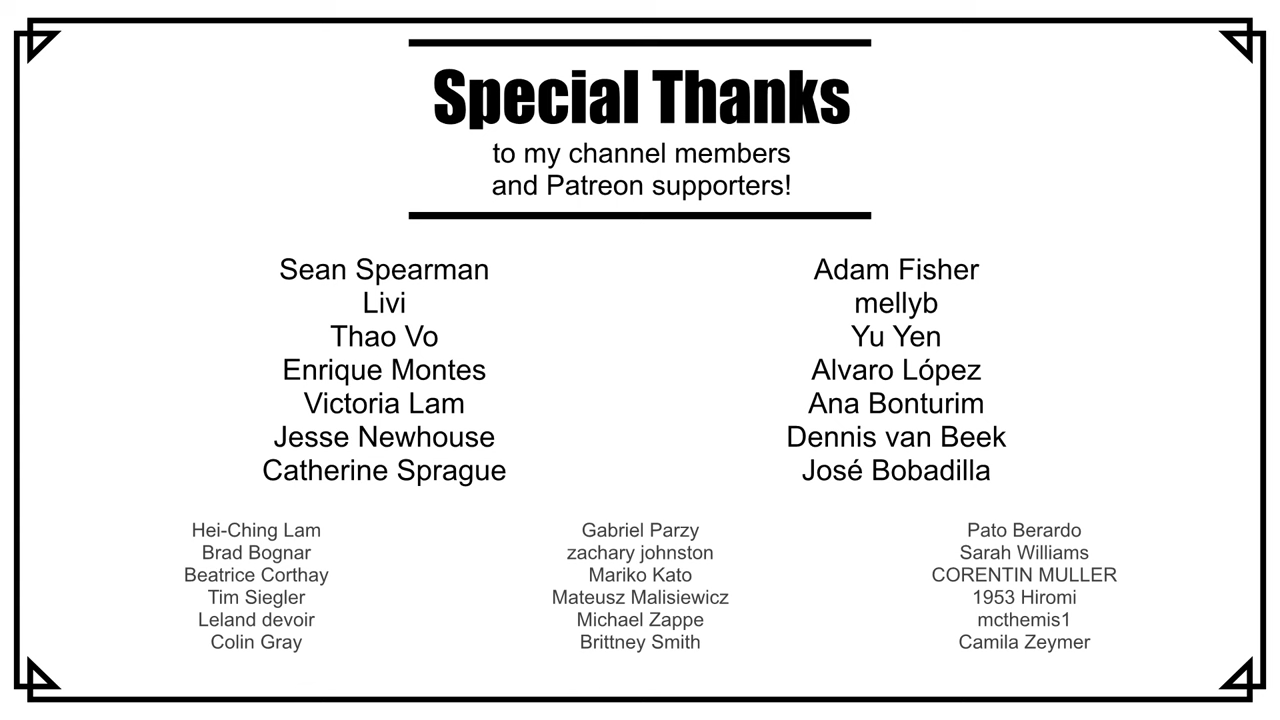 Special Thanks
to my channel members
and Patreon supporters!
Sean Spearman
Livi
Thao Vo
Enrique Montes
Victoria Lam
Jesse Newhouse
Catherine Sprague
Adam Fisher
mellyb
Yu Yen
Alvaro López
Ana Bonturim
Dennis van Beek
José Bobadilla
Hei-Ching Lam
Brad Bognar
Beatrice Corthay
Tim Siegler
Leland devoir
Colin Gray
Gabriel Parzy
zachary johnston
Mariko Kato
Mateusz Malisiewicz
Michael Zappe
Brittney Smith
Pato Berardo
Sarah Williams
CORENTIN MULLER
1953 Hiromi
mcthemis1
Camila Zeymer